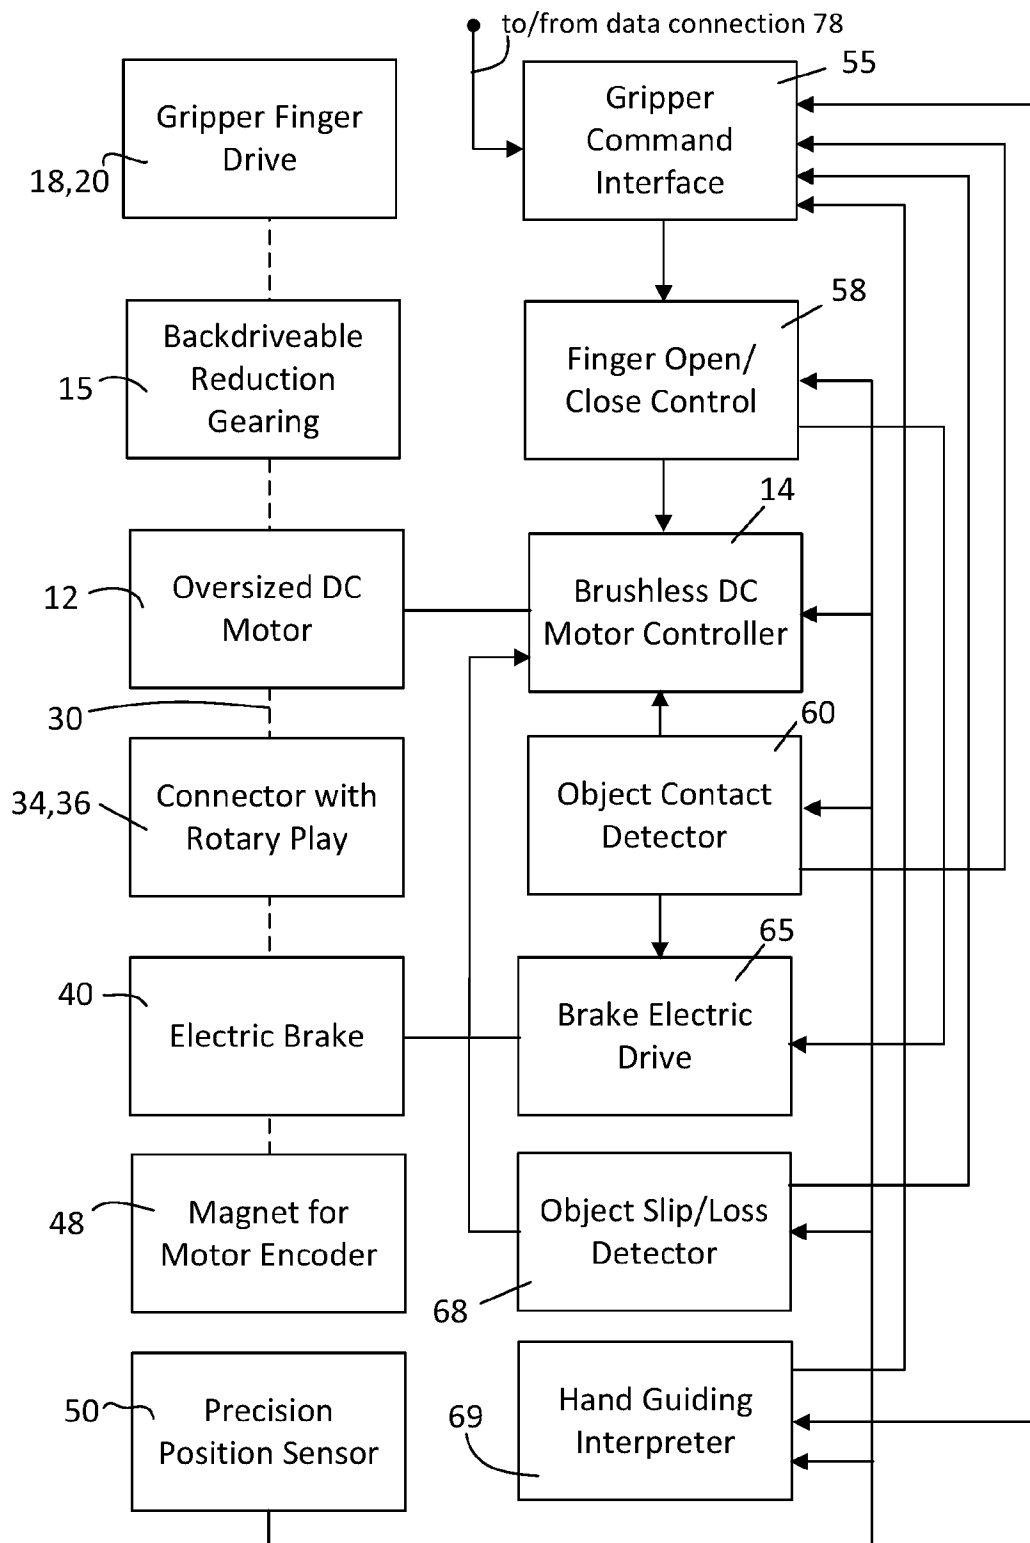 to/from data connection 78
55
Gripper Finger
Drive
18,20
Gripper
Command
Interface
58
Backdriveable
Reduction
Gearing
15
Finger Open/
Close Control
14
12
Oversized DC
Motor
Brushless DC
Motor Controller
30
60
34,36
Connector with
Rotary Play
Object Contact
Detector
65
40
Electric Brake
Brake Electric
Drive
48
Magnet for
Motor Encoder
Object Slip/Loss
Detector
68
50
Precision
Position Sensor
69
Hand Guiding
Interpreter